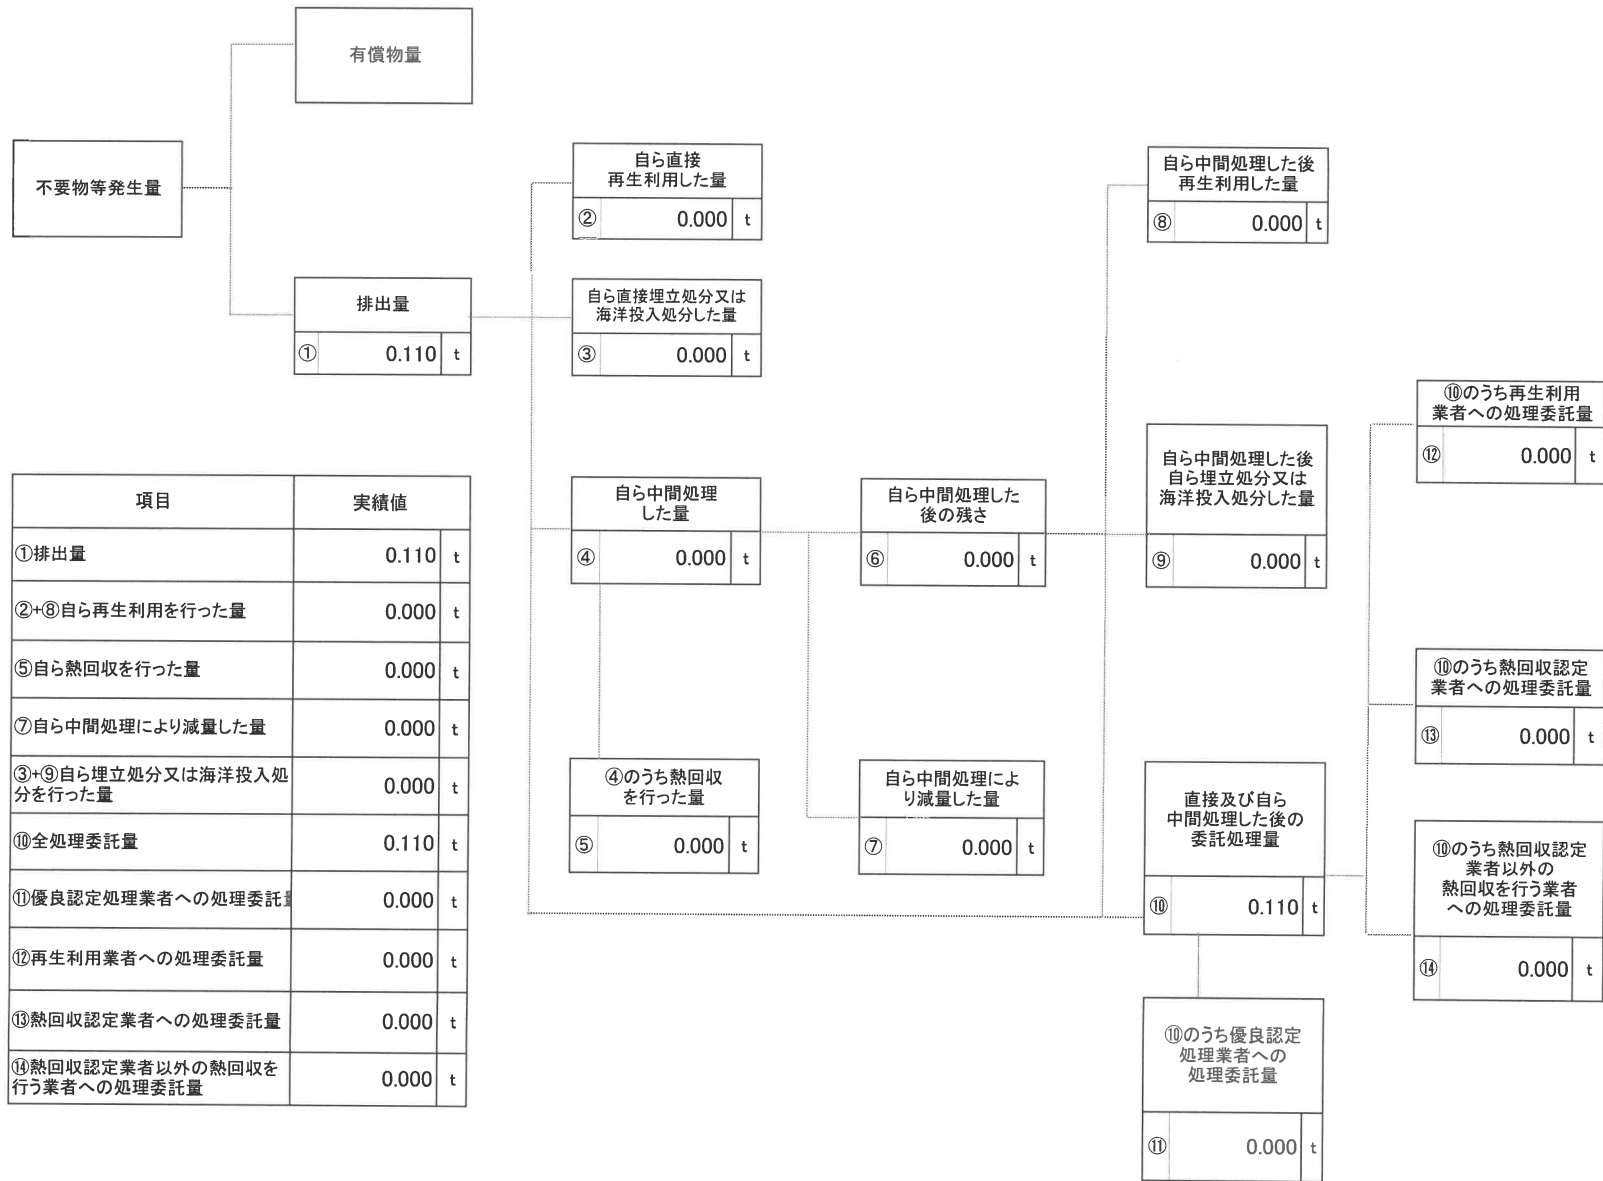 有償物量
不要物等発生量
排出量
① 0.110 t
自ら直接
再生利用した量
② 0.000 t
自ら直接埋立処分又は
海洋投入処分した量
③ 0.000 t
自ら中間処理
した量
④ 0.000 t
④のうち熱回収
を行った量
⑤ 0.000 t
自ら中間処理した
後の残さ
⑥ 0.000 t
自ら中間処理によ
り減量した量
⑦ 0.000 t
自ら中間処理した後
再生利用した量
⑧ 0.000 t
自ら中間処理した後
自ら埋立処分又は
海洋投入処分した量
⑨ 0.000 t
直接及び自ら
中間処理した後の
委託処理量
⑩ 0.110 t
⑩のうち優良認定
処理業者への
処理委託量
⑪ 0.000 t
⑩のうち再生利用
業者への処理委託量
⑫ 0.000 t
⑩のうち熱回収認定
業者への処理委託量
⑬ 0.000 t
⑩のうち熱回収認定
業者以外の
熱回収を行う業者
への処理委託量
⑭ 0.000 t
項目 実績値
①排出量 0.110 t
②+⑧自ら再生利用を行った量 0.000 t
⑤自ら熱回収を行った量 0.000 t
⑦自ら中間処理により減量した量 0.000 t
③+⑨自ら埋立処分又は海洋投入処
分を行った量 0.000 t
⑩全処理委託量 0.110 t
⑪優良認定処理業者への処理委託 0.000 t
⑫再生利用業者への処理委託量 0.000 t
⑬熱回収認定業者への処理委託量 0.000 t
⑭熱回収認定業者以外の熱回収を
行う業者への処理委託量 0.000 t